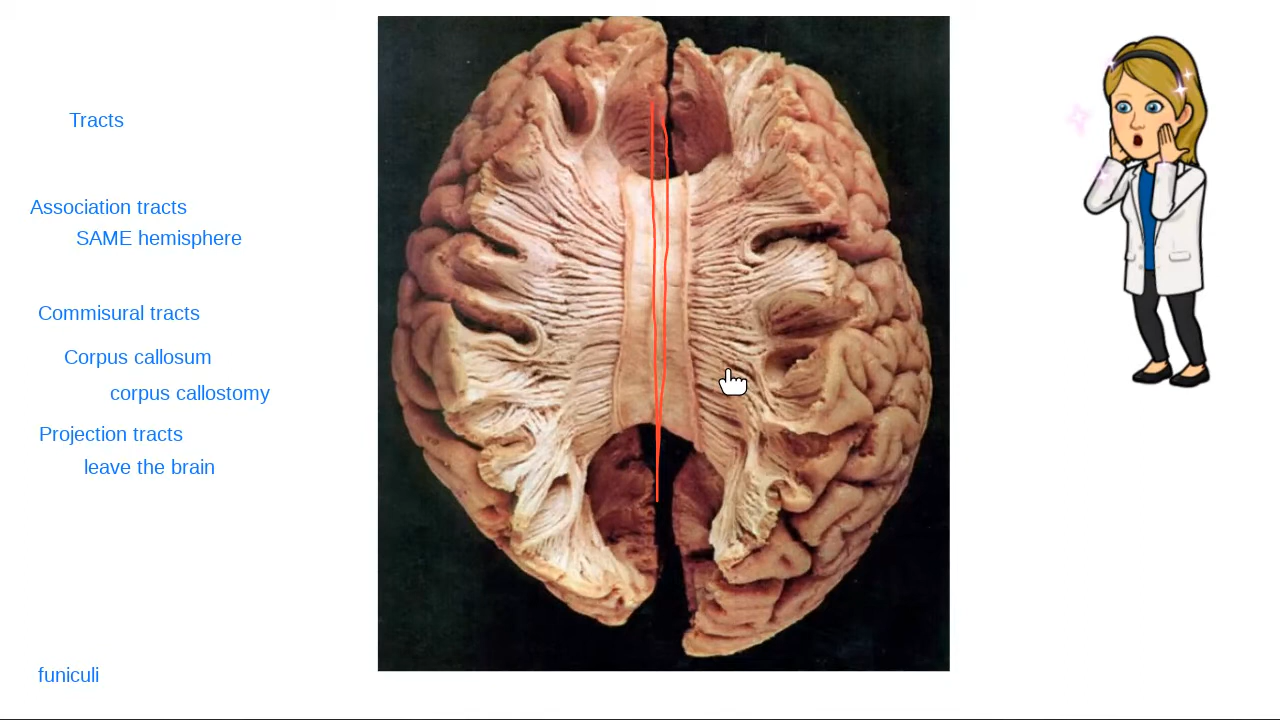 Tracts
Association tracts
SAME hemisphere
Commisural tracts
Corpus callosum
corpus callostomy
Projection tracts
leave the brain
funiculi